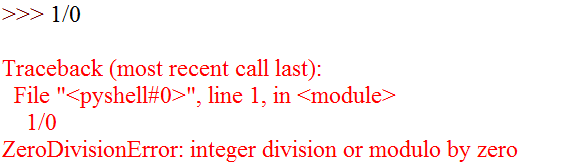 >>> 1/0
Traceback (most recent call last):
  File "<pyshell#0>", line 1, in <module>
    1/0
ZeroDivisionError: integer division or modulo by zero